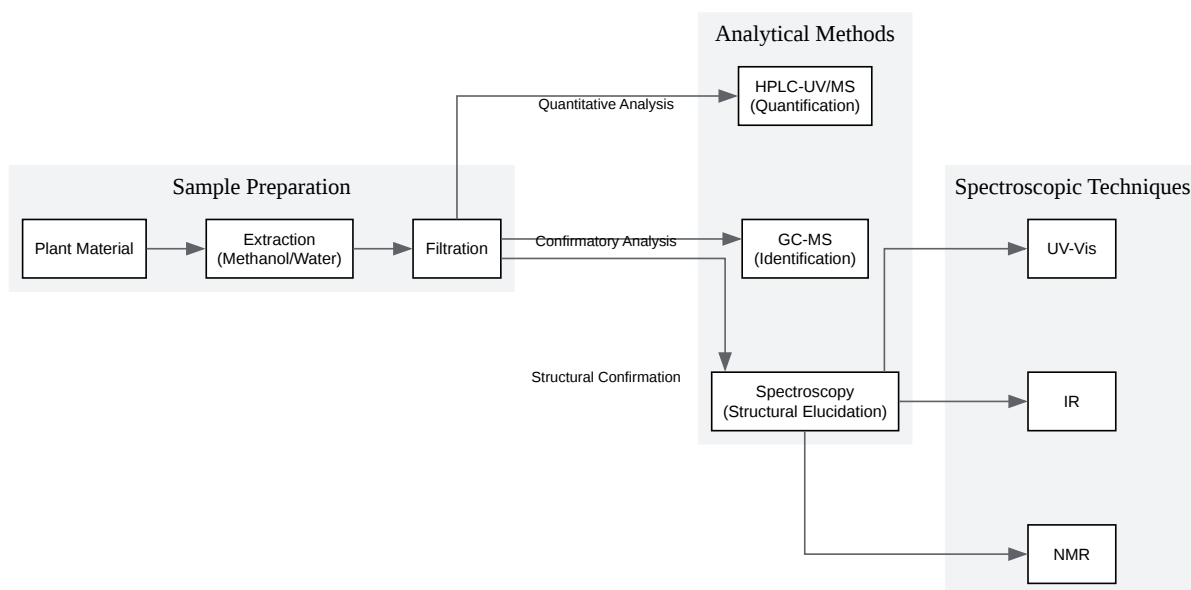 Analytical Methods
HPLC-UV/MS
(Quantification)
Quantitative Analysis
Sample Preparation
Spectroscopic Techniques
Plant Material
Extraction
(Methanol/Water)
Filtration
Confirmatory Analysis
GC-MS
(Identification)
UV-Vis
Structural Confirmation
Spectroscopy
(Structural Elucidation)
IR
NMR